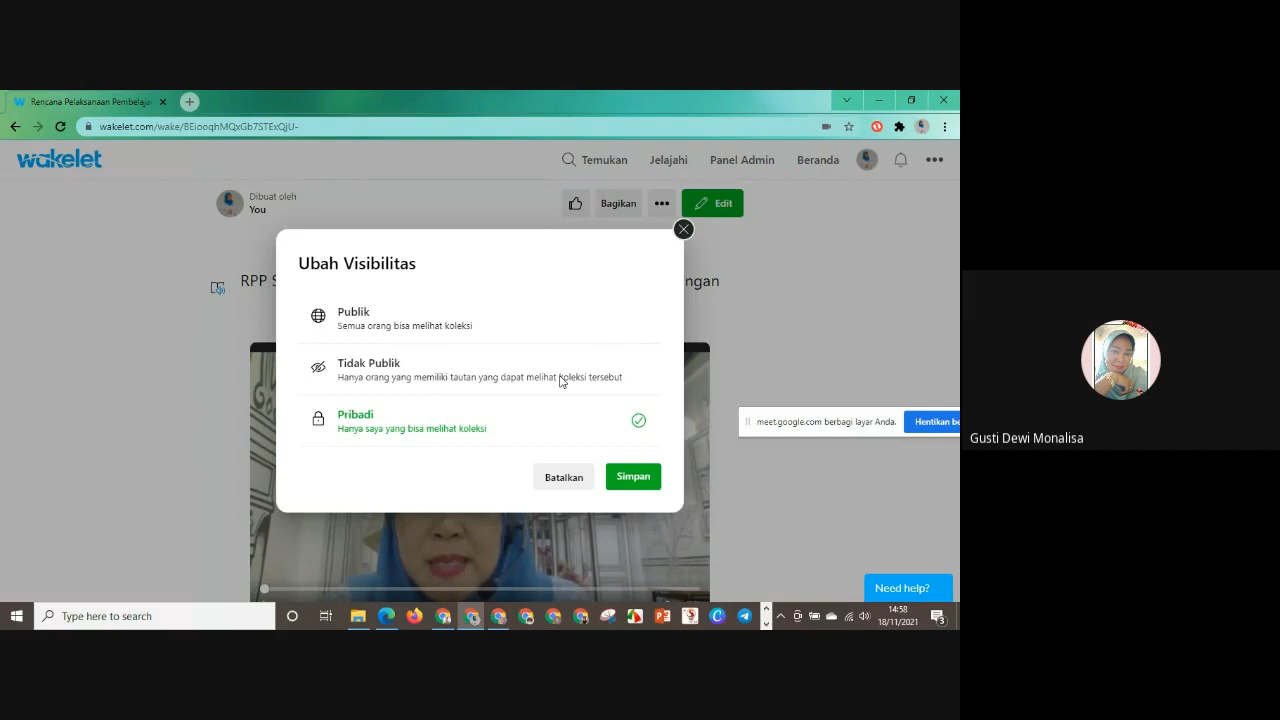 Rencana Pelaksanaan Pembelaja
wakelet.com/wake/BEiooqhMQxGb7STExQjU-
wakelet
Temukan
Jelajahi
Panel Admin
Beranda
Dibuat oleh
You
Bagikan
Edit
RPP S
ngan
Ubah Visibilitas
Publik
Semua orang bisa melihat koleksi
Tidak Publik
Hanya orang yang memiliki tautan yang dapat melihat koleksi tersebut
Pribadi
Hanya saya yang bisa melihat koleksi
Batalkan
Simpan
meet.google.com berbagi layar Anda.
Hentikan be
Gusti Dewi Monalisa
Need help?
Type here to search
14:58
18/11/2021
3